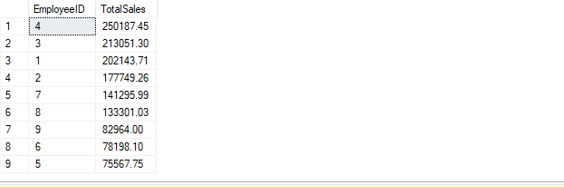 EmployeeID TotalSales
1 4 250187.45
2 3 213051.30
3 1 202143.71
4 2 177749.26
5 7 141295.99
6 8 133301.03
7 9 82964.00
8 6 78198.10
9 5 75567.75